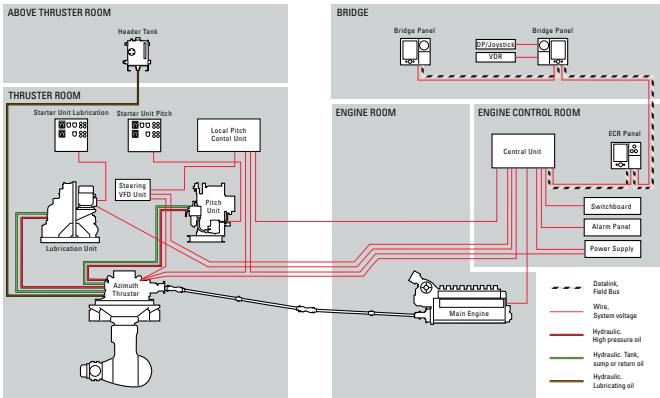 ABOVE THRUSTER ROOM
Header Tank
BRIDGE
Bridge Panel
Bridge Panel
DP/Joystick
VDR
THRUSTER ROOM
Starter Unit Lubrication
Starter Unit Pitch
Local Pitch
Contol Unit
Steering
VFD Unit
Pitch
Unit
Lubrication Unit
Azimuth
Thruster
ENGINE ROOM
Main Engine
ENGINE CONTROL ROOM
ECR Panel
Central Unit
Switchboard
Alarm Panel
Power Supply
Datalink,
Field Bus
Wire,
System voltage
Hydraulic.
High pressure oil
Hydraulic. Tank,
sump or return oil
Hydraulic.
Lubricating oil